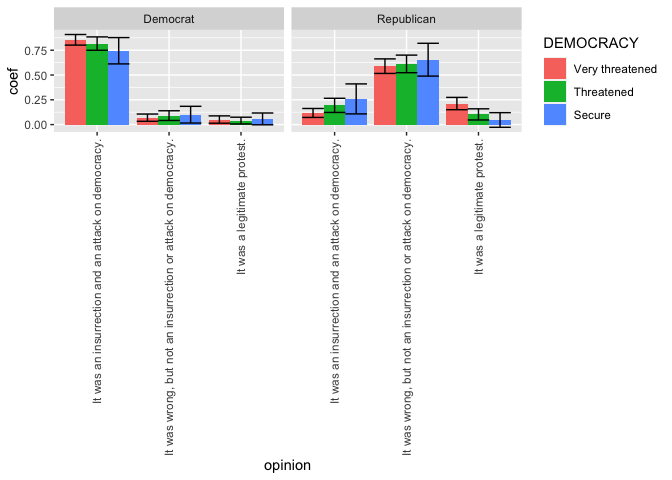 Democrat
Republican
coef
0.75
0.50
0.25
0.00
It was an insurrection and an attack on democracy.
It was wrong, but not an insurrection or attack on democracy.
It was a legitimate protest.
It was an insurrection and an attack on democracy.
It was wrong, but not an insurrection or attack on democracy.
It was a legitimate protest.
opinion
DEMOCRACY
Very threatened
Threatened
Secure